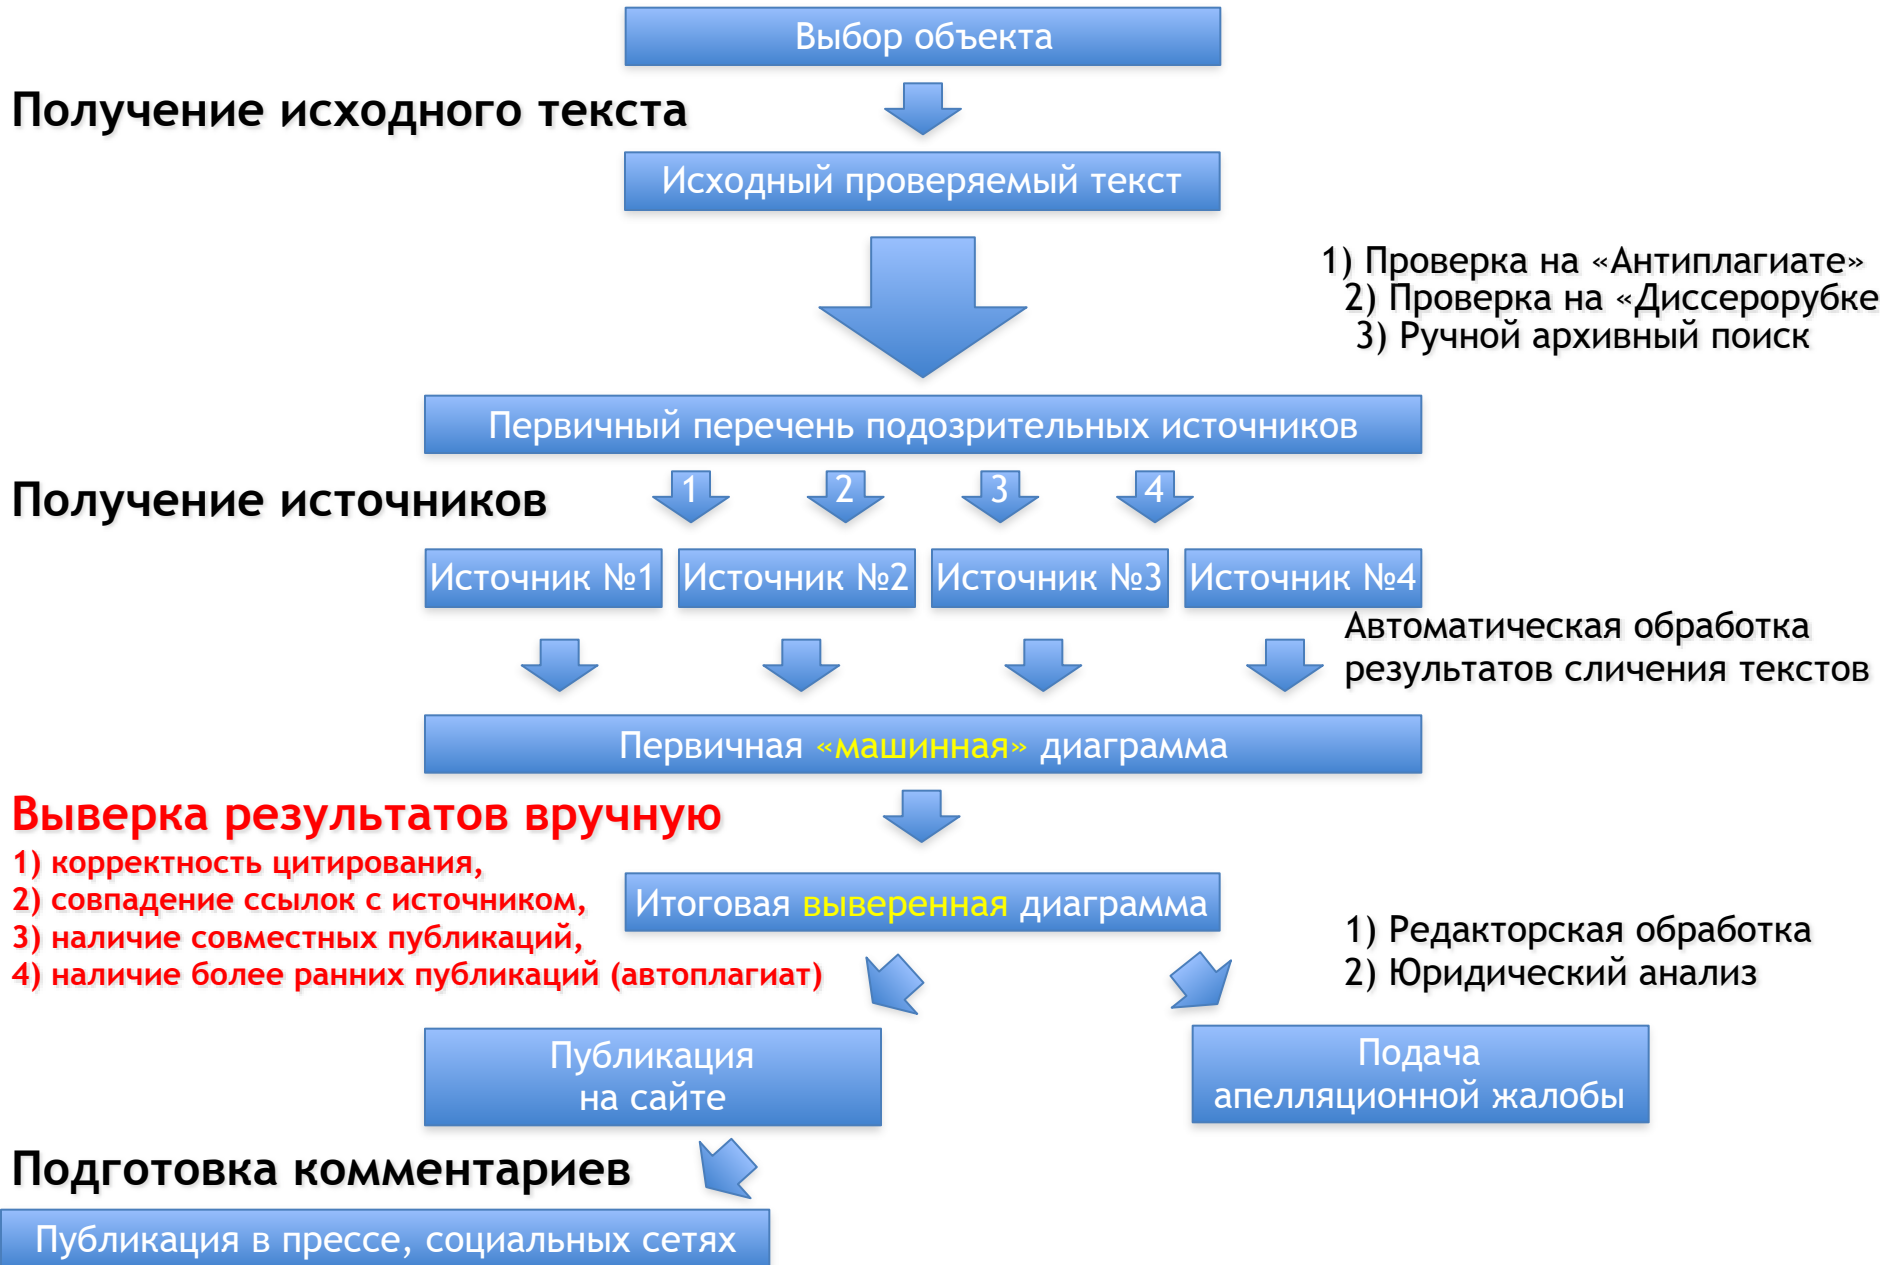 Выбор объекта
Получение исходного текста
Исходный проверяемый текст
1) Проверка на «Антиплагиате»
2) Проверка на «Диссерорубке
3) Ручной архивный поиск
Первичный перечень подозрительных источников
Получение источников
1 2 3 4
Источник №1 Источник №2 Источник №3 Источник №4
Автоматическая обработка
результатов сличения текстов
Первичная «машинная» диаграмма
Выверка результатов вручную
1) корректность цитирования,
2) совпадение ссылок с источником,
3) наличие совместных публикаций,
4) наличие более ранних публикаций (автоплагиат)
Итоговая выверенная диаграмма
1) Редакторская обработка
2) Юридический анализ
Публикация
на сайте
Подача
апелляционной жалобы
Подготовка комментариев
Публикация в прессе, социальных сетях